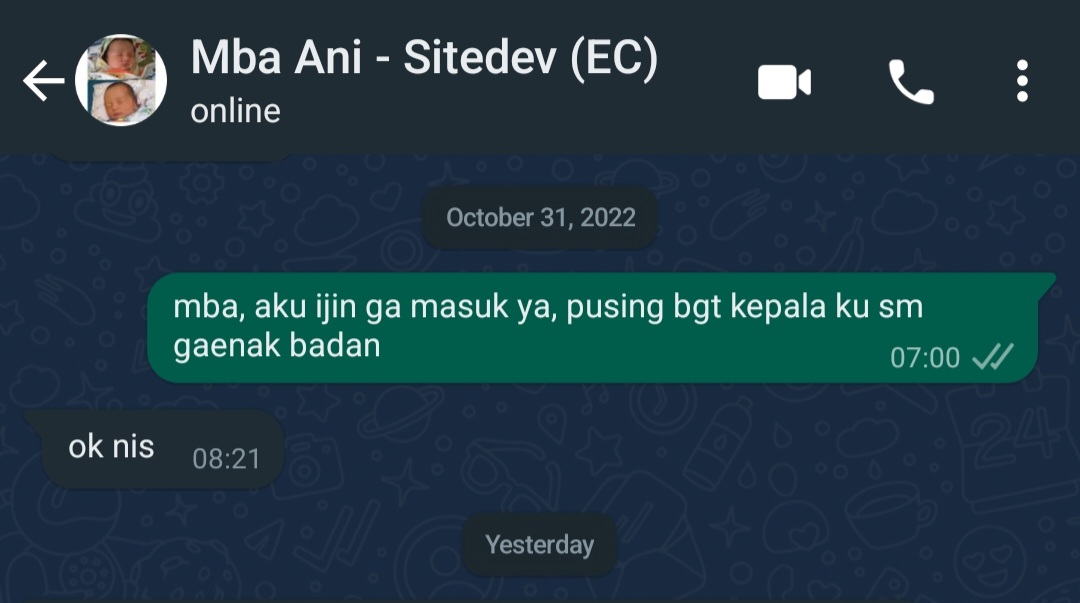 Mba Ani - Sitedev (EC)
online
October 31, 2022
mba, aku ijin ga masuk ya, pusing bgt kepala ku sm
gaenak badan
07:00
ok nis
08:21
Yesterday